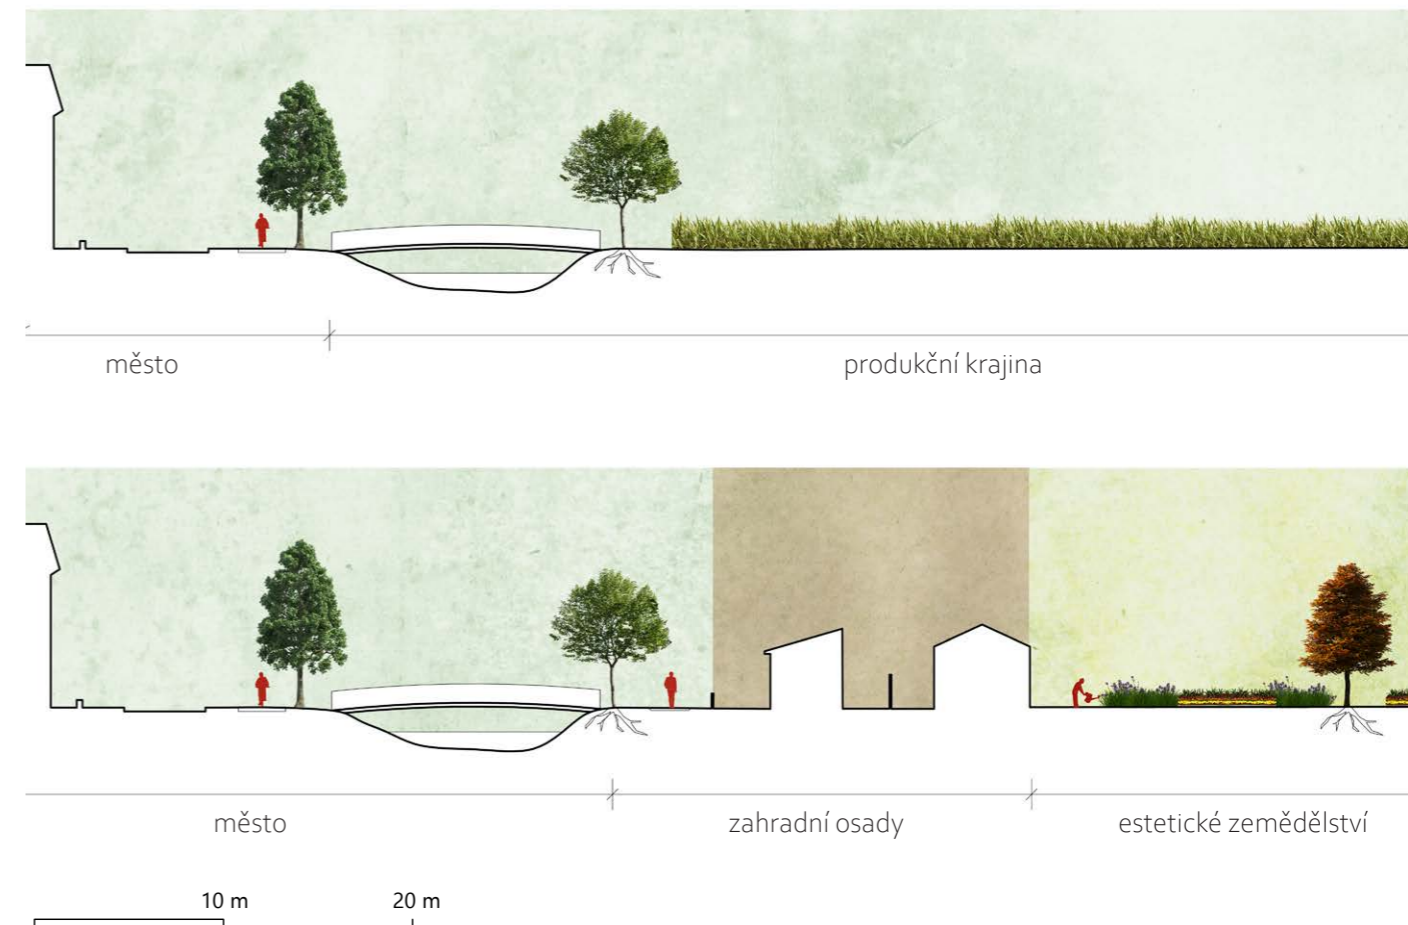 město
produkční krajina
město
zahradní osady
estetické zemědělství
10 m
20 m